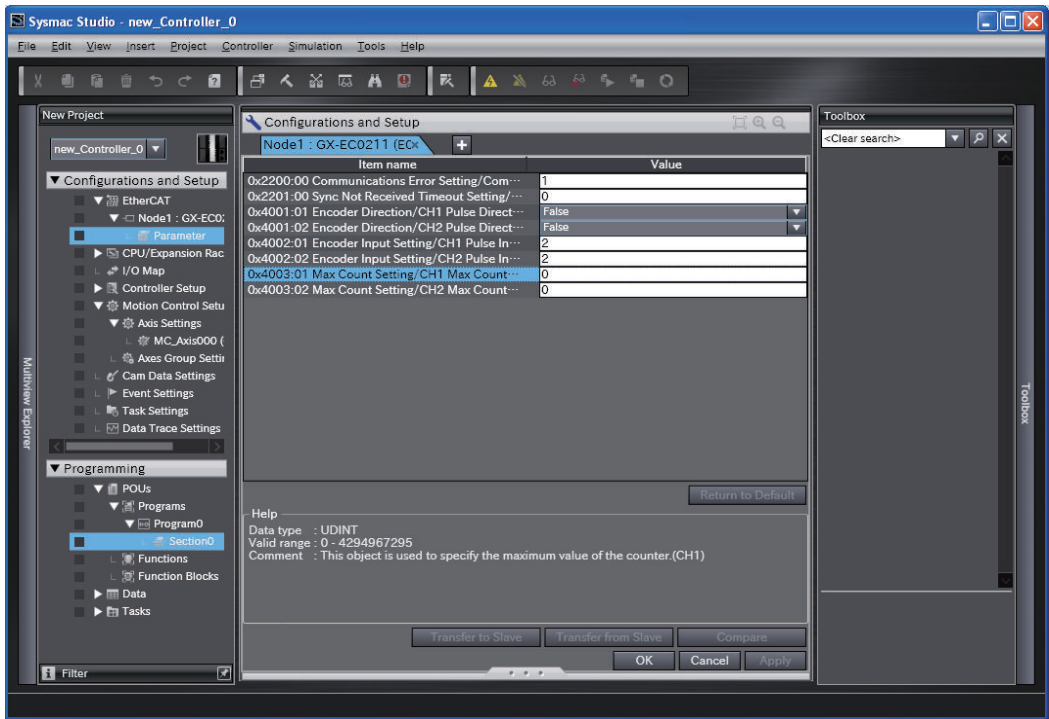 Sysmac Studio - new_Controller_0
File Edit View Insert Project Controller Simulation Tools Help
New Project
new_Controller_0
Configurations and Setup
EtherCAT
Node1 : GX-EC02
Parameter
CPU/Expansion Rac
I/O Map
Controller Setup
Motion Control Setu
Axis Settings
MC_Axis000 (
Axes Group Settin
Cam Data Settings
Event Settings
Task Settings
Data Trace Settings
Programming
POUs
Programs
Program0
Section0
Functions
Function Blocks
Data
Tasks
Filter
Multiview Explorer
Configurations and Setup
Node1 : GX-EC0211 (EC
Item name Value
0x2200:00 Communications Error Setting/Com··· 1
0x2201:00 Sync Not Received Timeout Setting/··· 0
0x4001:01 Encoder Direction/CH1 Pulse Direct··· False
0x4001:02 Encoder Direction/CH2 Pulse Direct··· False
0x4002:01 Encoder Input Setting/CH1 Pulse In··· 2
0x4002:02 Encoder Input Setting/CH2 Pulse In··· 2
0x4003:01 Max Count Setting/CH1 Max Count··· 0
0x4003:02 Max Count Setting/CH2 Max Count··· 0
Return to Default
Help
Data type : UDINT
Valid range : 0 - 4294967295
Comment : This object is used to specify the maximum value of the counter.(CH1)
Transfer to Slave Transfer from Slave Compare
OK Cancel Apply
Toolbox
<Clear search>
Toolbox